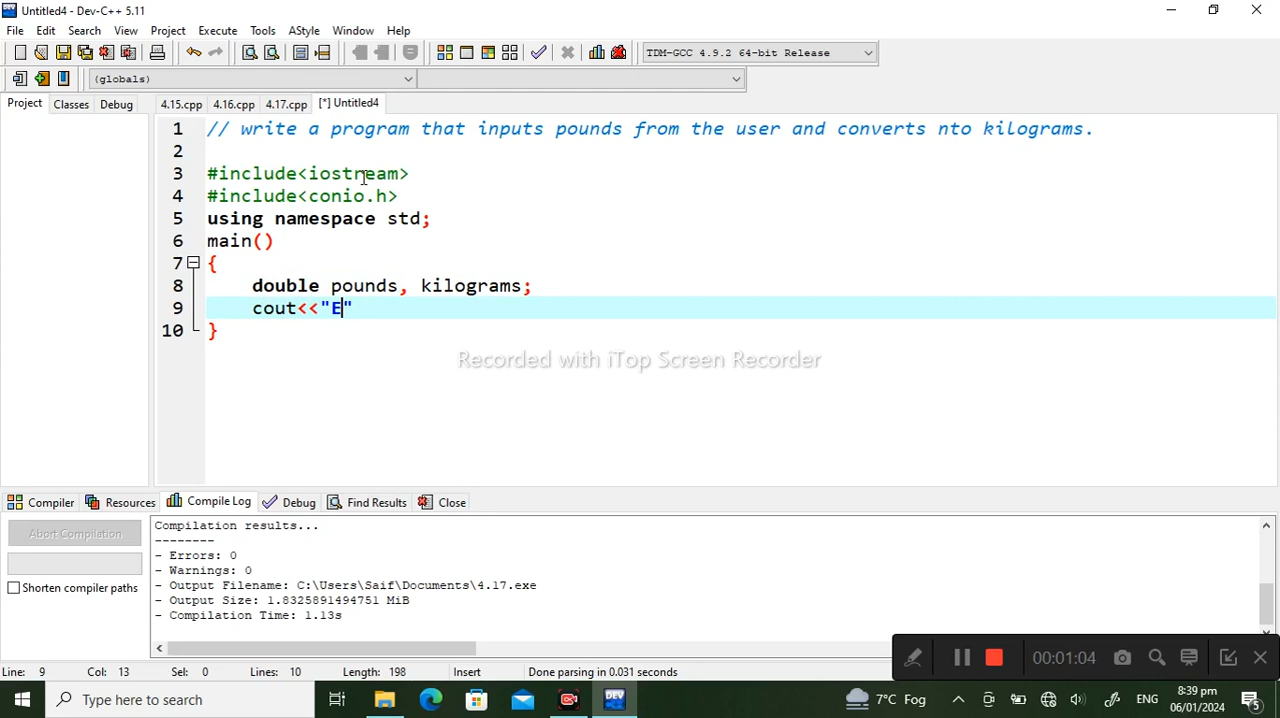 Untitled4 - Dev-C++ 5.11
File Edit Search View Project Execute Tools AStyle Window Help
TDM-GCC 4.9.2 64-bit Release
(globals)
Project Classes Debug 4.15.cpp 4.16.cpp 4.17.cpp [*] Untitled4
1 // write a program that inputs pounds from the user and converts nto kilograms.
2
3 #include<iostream>
4 #include<conio.h>
5 using namespace std;
6 main()
7 {
8 double pounds, kilograms;
9 cout<<"E"
10 }
Recorded with iTop Screen Recorder
Compiler Resources Compile Log Debug Find Results Close
Abort Compilation
Shorten compiler paths
Compilation results...
--------
- Errors: 0
- Warnings: 0
- Output Filename: C:\Users\Saif\Documents\4.17.exe
- Output Size: 1.8325891494751 MiB
- Compilation Time: 1.13s
00:01:04
Line: 9 Col: 13 Sel: 0 Lines: 10 Length: 198 Insert Done parsing in 0.031 seconds
Type here to search
DEV
7°C Fog
ENG
8:39 pm
06/01/2024
5